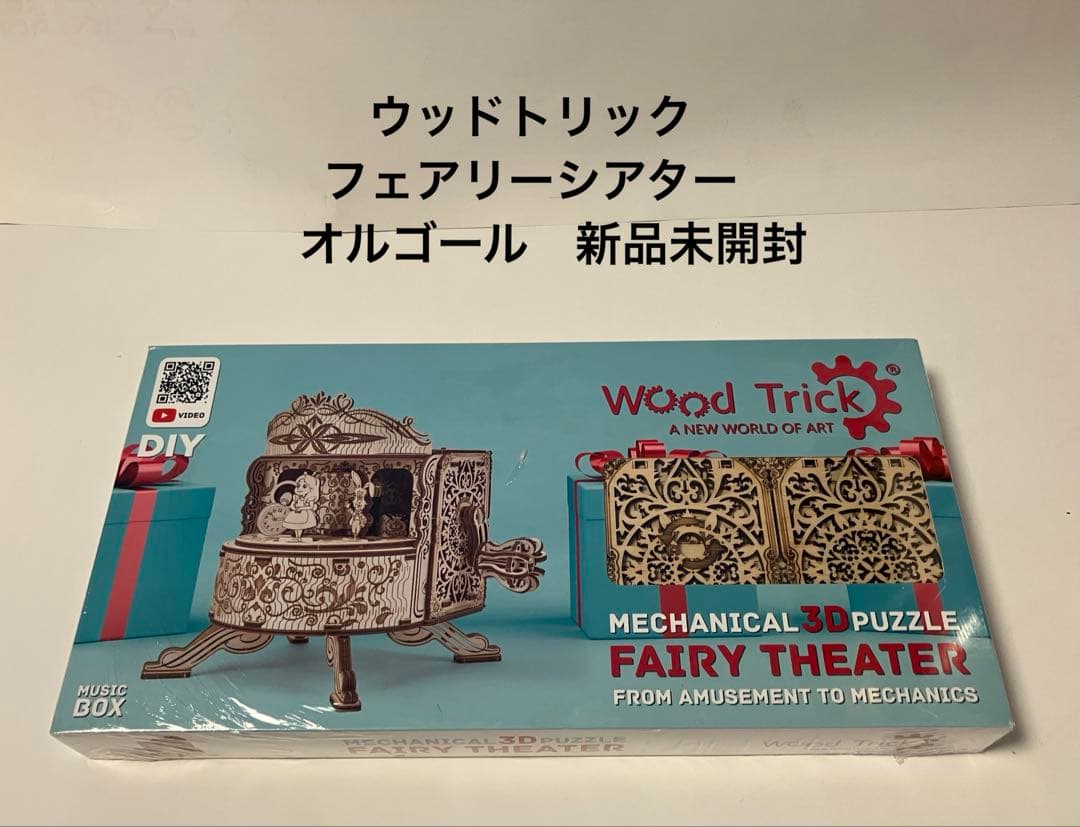 ウッドトリック
フェアリーシアター
オルゴール　新品未開封
VIDEO
DIY
Wood Trick®
A NEW WORLD OF ART
MECHANICAL 3D PUZZLE
FAIRY THEATER
FROM AMUSEMENT TO MECHANICS
MUSIC
BOX
MECHANICAL 3D PUZZLE
FAIRY THEATER
Wood Trick